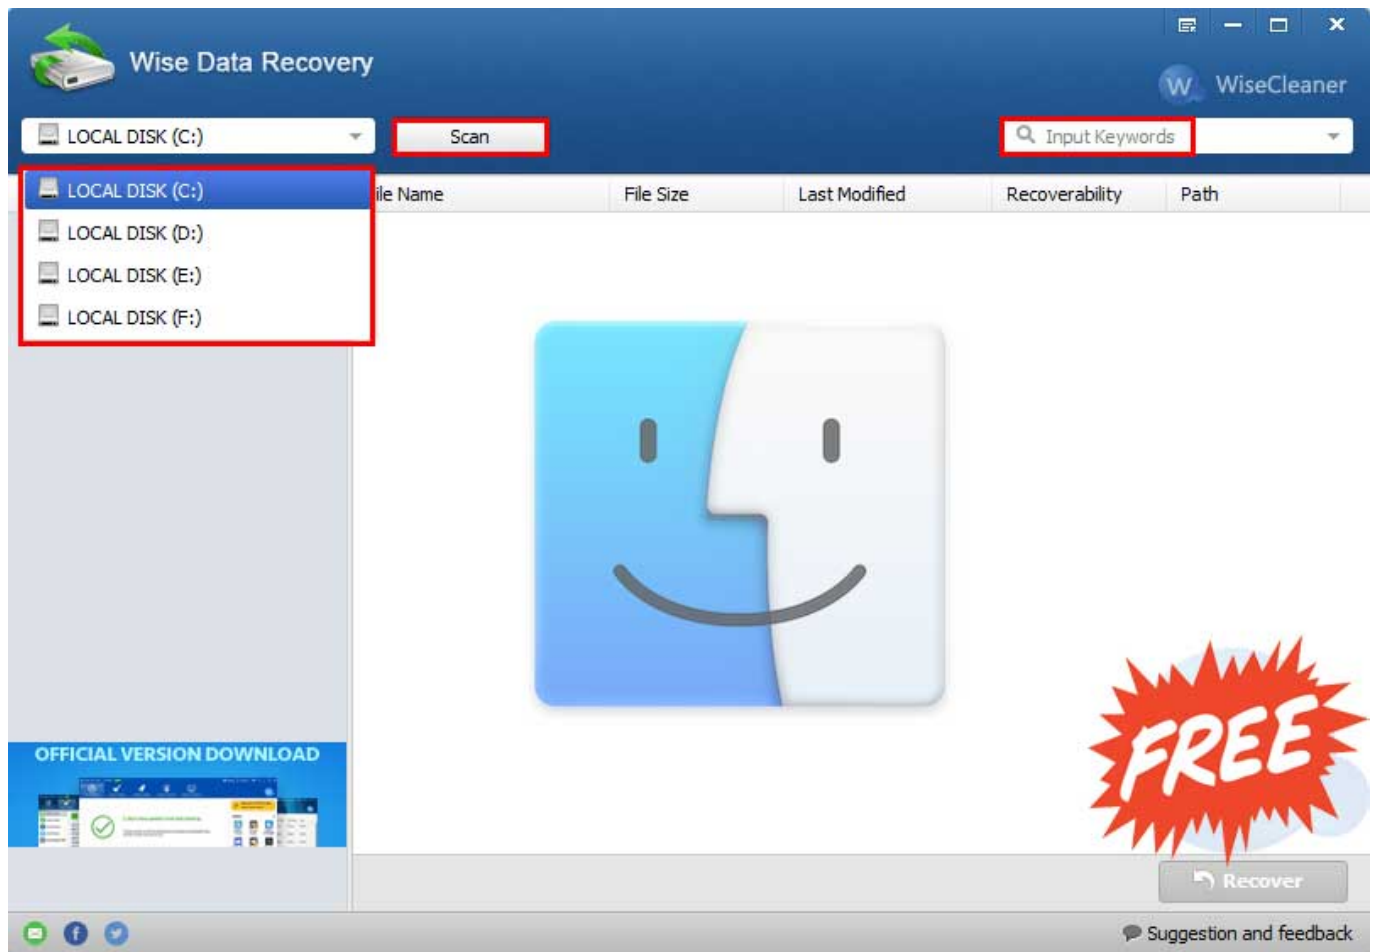 Wise Data Recovery
WiseCleaner
LOCAL DISK (C:)
Scan
Input Keywords
LOCAL DISK (C:)
LOCAL DISK (D:)
LOCAL DISK (E:)
LOCAL DISK (F:)
ile Name
File Size
Last Modified
Recoverability
Path
FREE
OFFICIAL VERSION DOWNLOAD
Recover
Suggestion and feedback